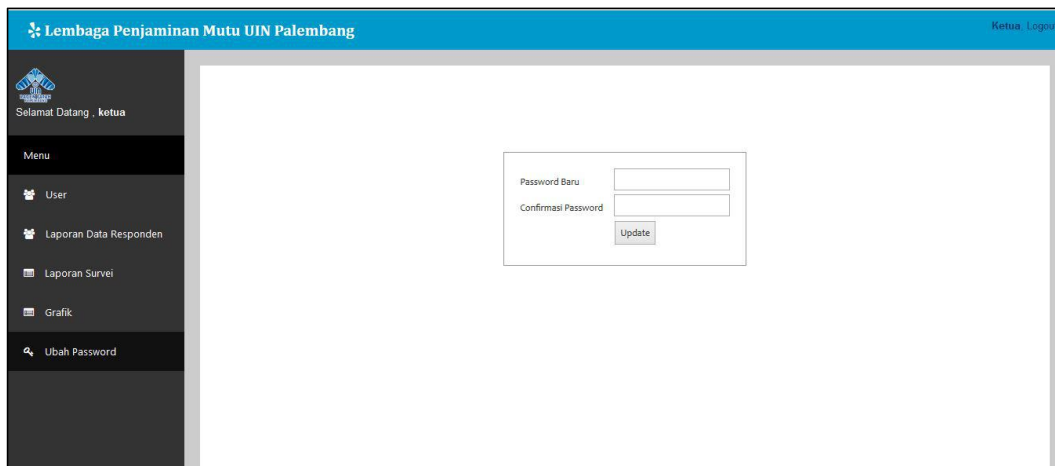 Lembaga Penjaminan Mutu UIN Palembang
Ketua, Logou
Selamat Datang , ketua
Menu
User
Laporan Data Responden
Laporan Survei
Grafik
Ubah Password
Password Baru
Confirmasi Password
Update